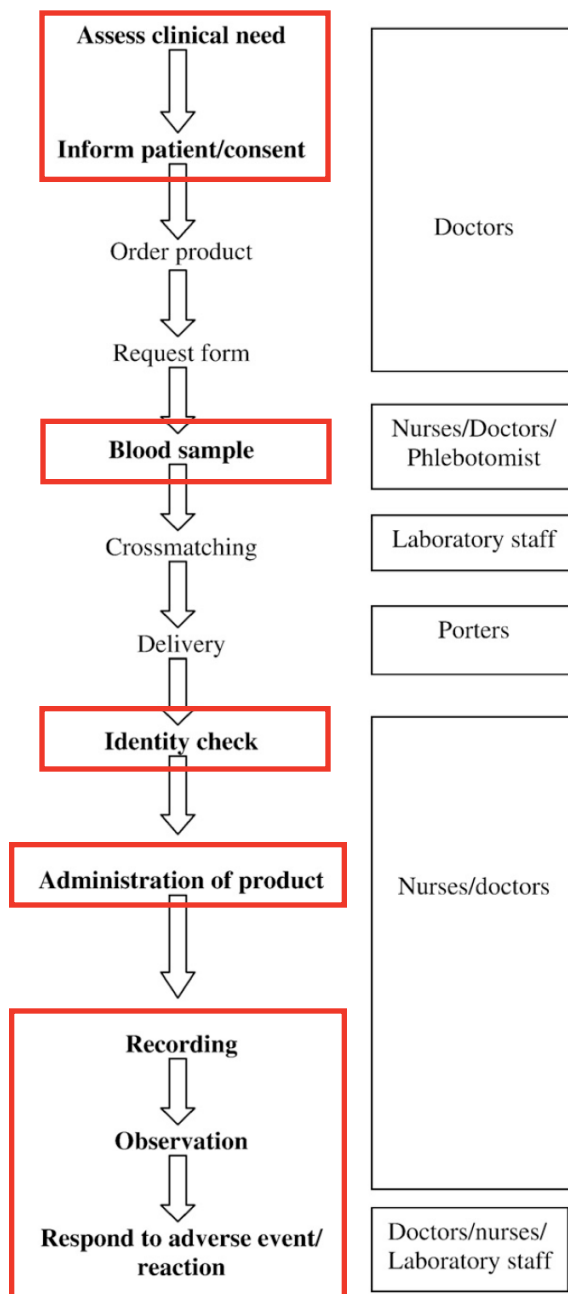 Assess clinical need
Inform patient/consent
Order product
Request form
Blood sample
Crossmatching
Delivery
Identity check
Administration of product
Recording
Observation
Respond to adverse event/
reaction
Doctors
Nurses/Doctors/
Phlebotomist
Laboratory staff
Porters
Nurses/doctors
Doctors/nurses/
Laboratory staff